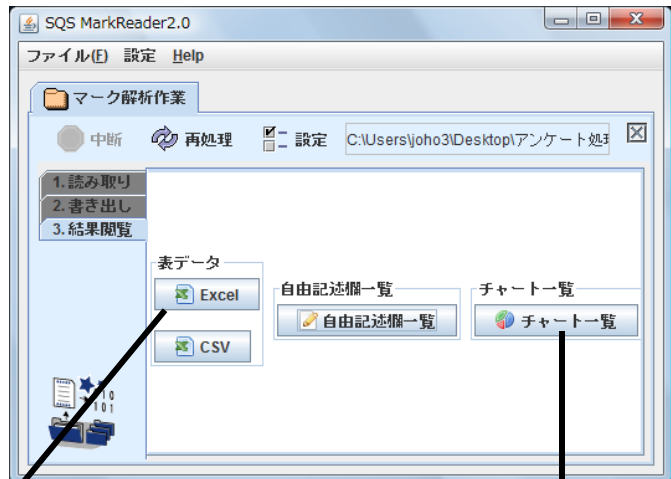 SQS MarkReader2.0
ファイル(F) 設定 Help
マーク解析作業
中断 再処理 設定 C:\Users\joho3\Desktop\アンケート処理
1.読み取り
2.書き出し
3.結果閲覧
表データ
Excel
CSV
自由記述欄一覧
自由記述欄一覧
チャート一覧
チャート一覧